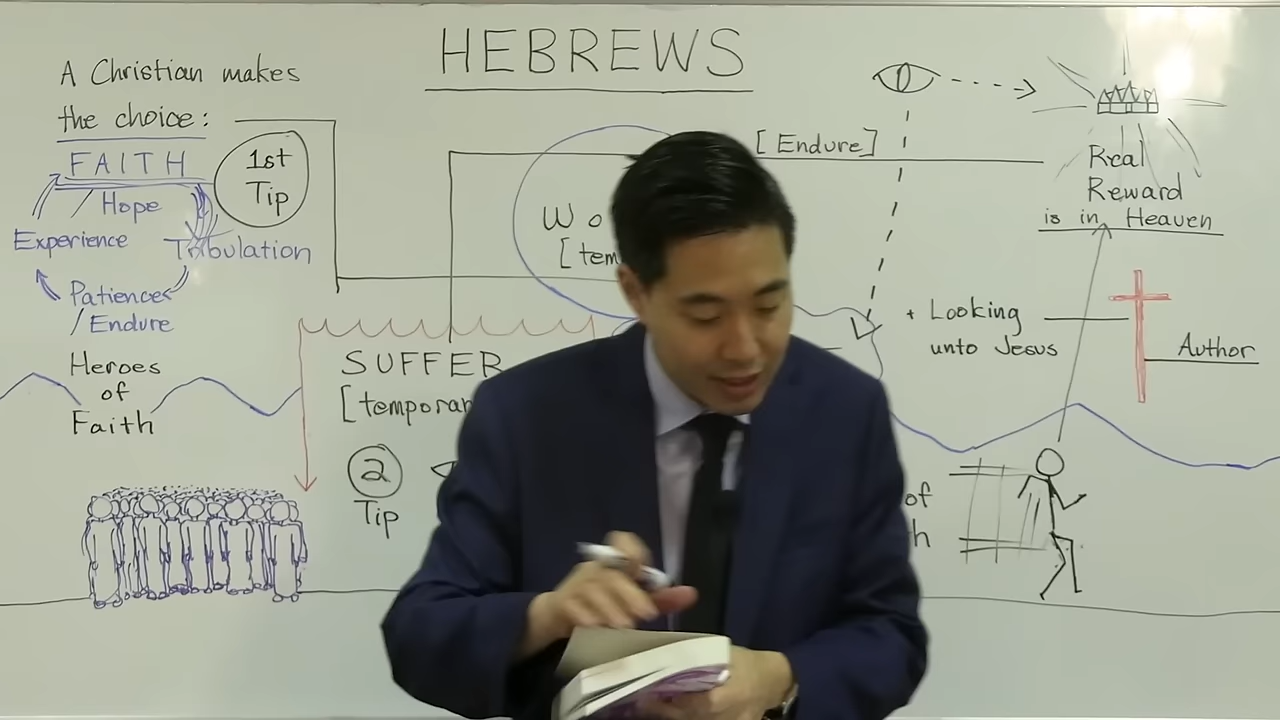 HEBREWS
A Christian makes
the choice:
FAITH
/ Hope
Experience
Tribulation
Patience
/ Endure
1st
Tip
Heroes
of
Faith
[Endure]
SUFFER
2
Tip
Real
Reward
is in Heaven
+ Looking
unto Jesus
Author
of